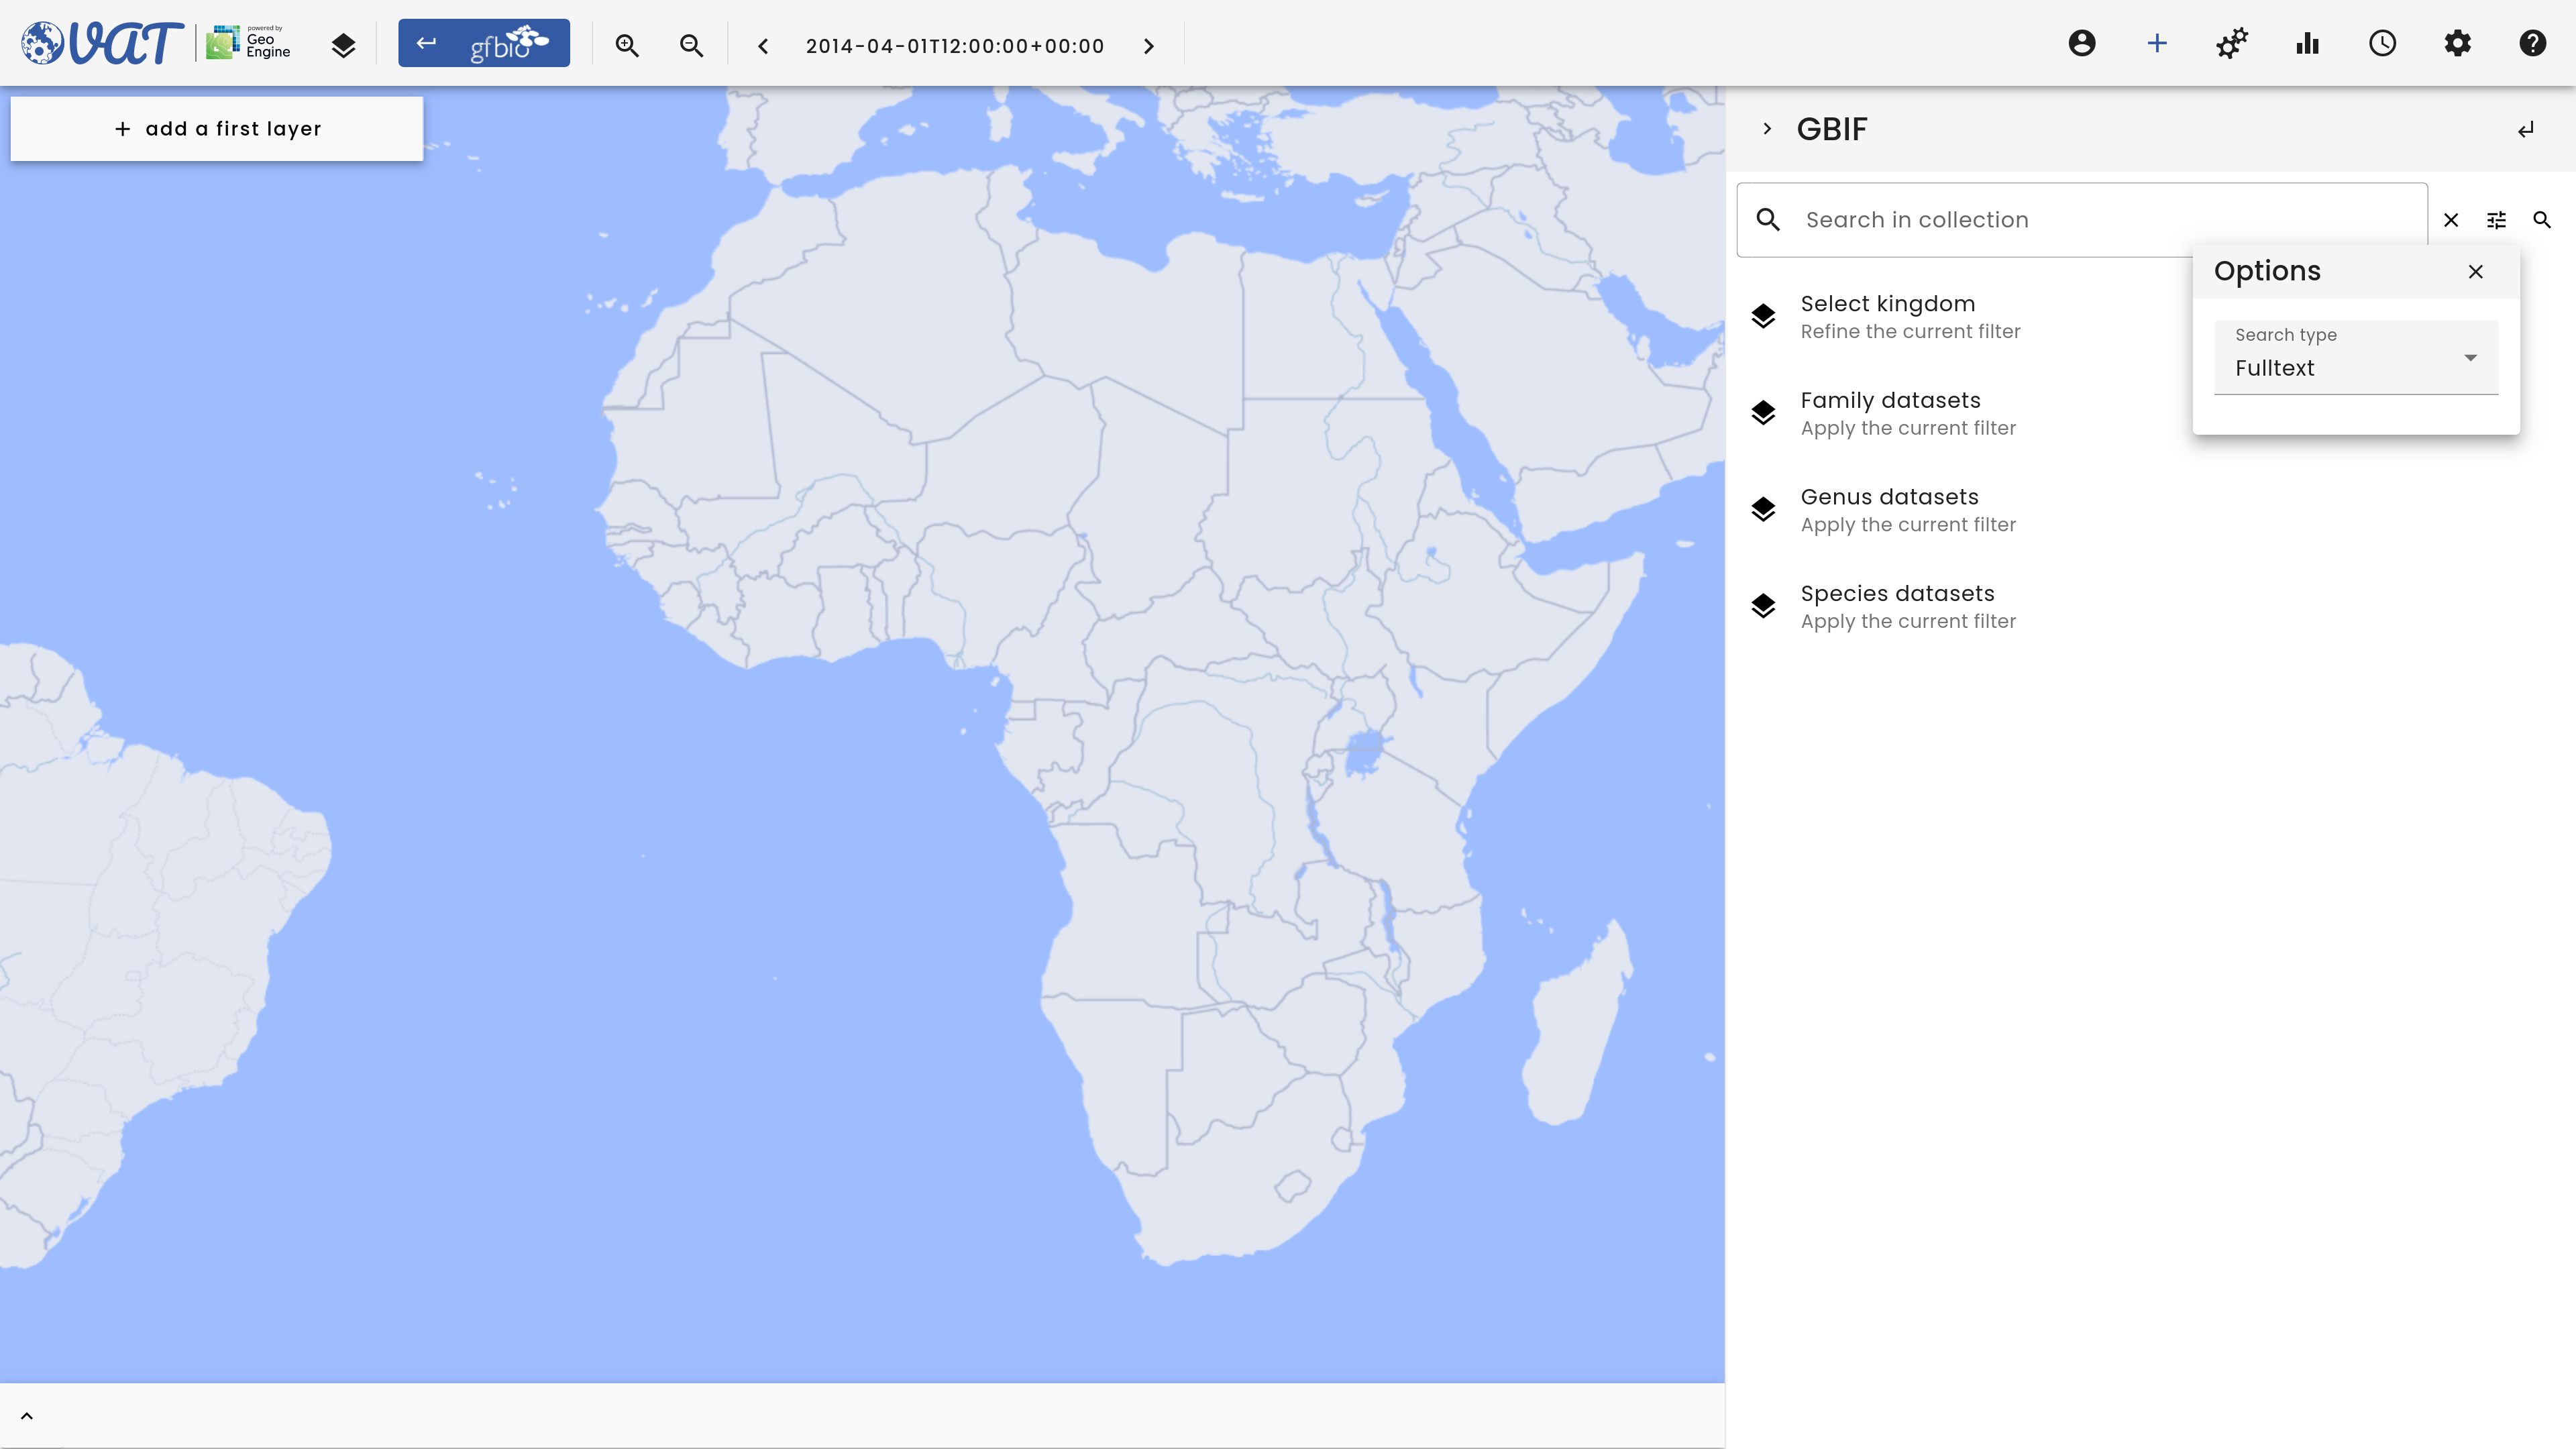 VAT
powered by
Geo
Engine
gfbio
2014-04-01T12:00:00+00:00
add a first layer
GBIF
Search in collection
Options
Search type
Fulltext
Select kingdom
Refine the current filter
Family datasets
Apply the current filter
Genus datasets
Apply the current filter
Species datasets
Apply the current filter